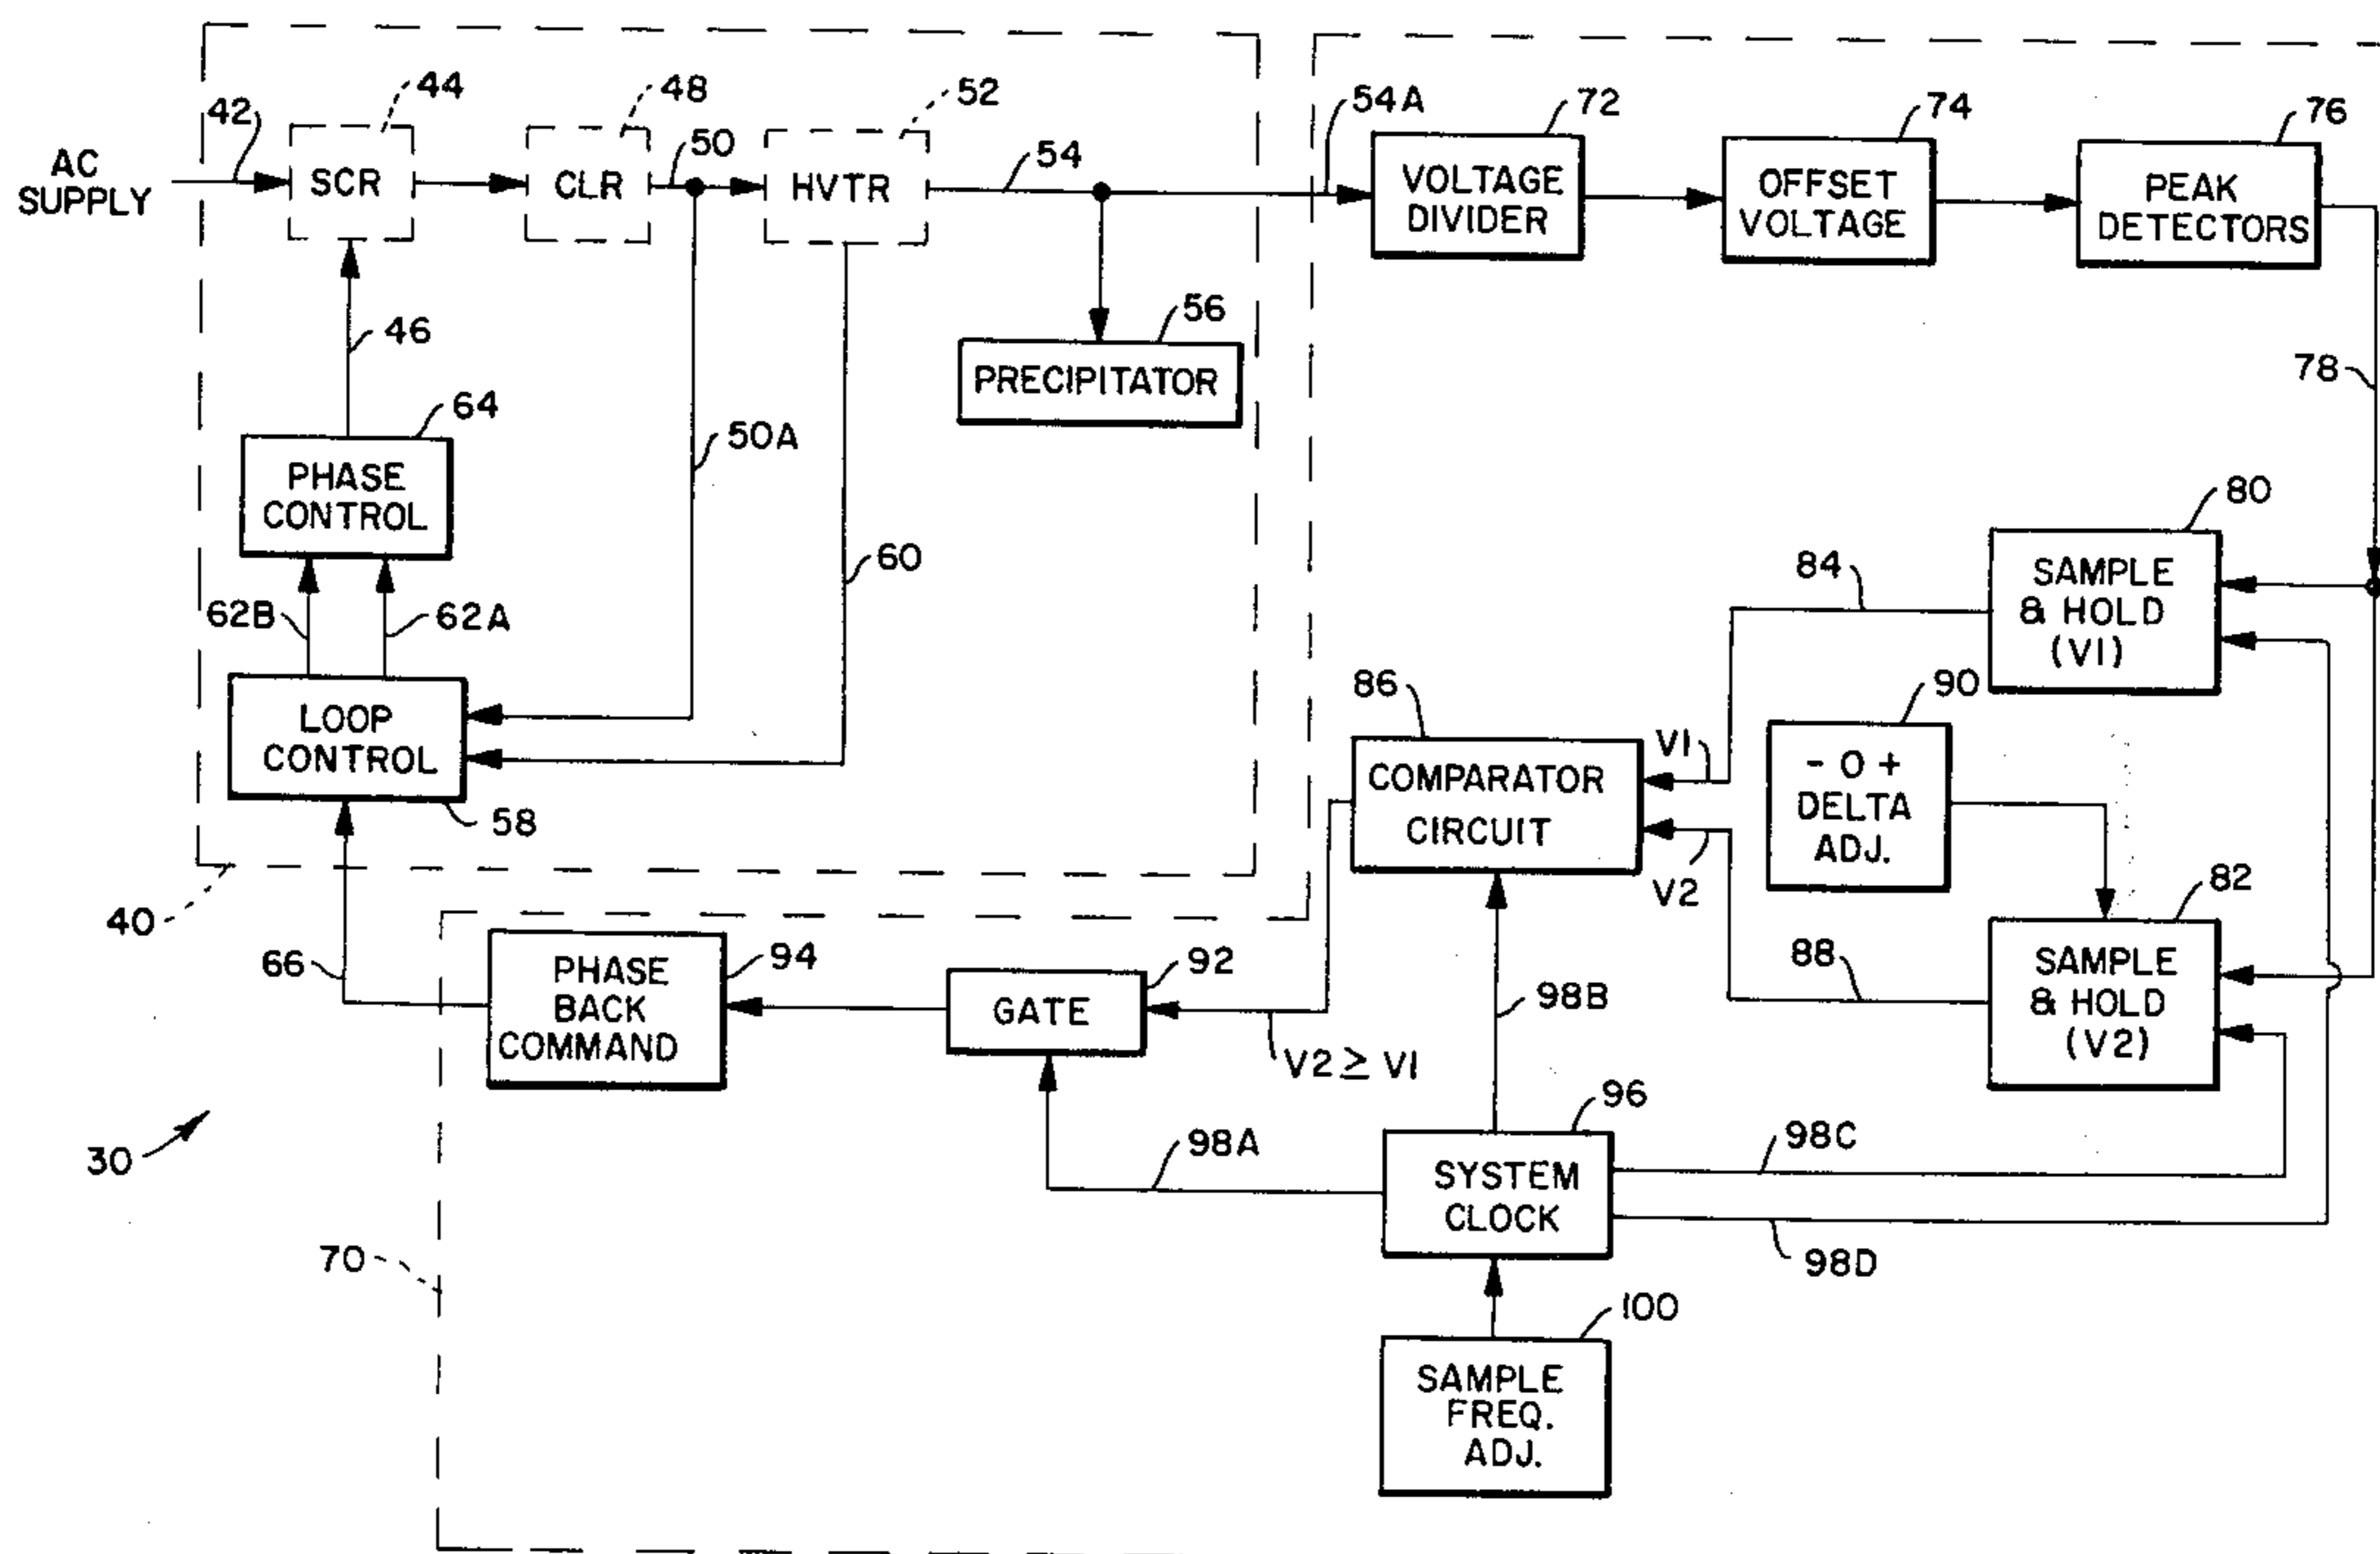 42
44
48
50
52
54
54A
72
74
76
AC
SUPPLY
SCR
CLR
HVTR
VOLTAGE
DIVIDER
OFFSET
VOLTAGE
PEAK
DETECTORS
46
56
PRECIPITATOR
78
64
50A
PHASE
CONTROL
60
80
84
SAMPLE
& HOLD
(V1)
62B
62A
LOOP
CONTROL
58
86
V1
V2
COMPARATOR
CIRCUIT
90
- 0 +
DELTA
ADJ.
82
40
66
94
PHASE
BACK
COMMAND
92
GATE
V2 ≥ V1
98B
88
SAMPLE
& HOLD
(V2)
30
98A
96
SYSTEM
CLOCK
98C
98D
70
100
SAMPLE
FREQ.
ADJ.